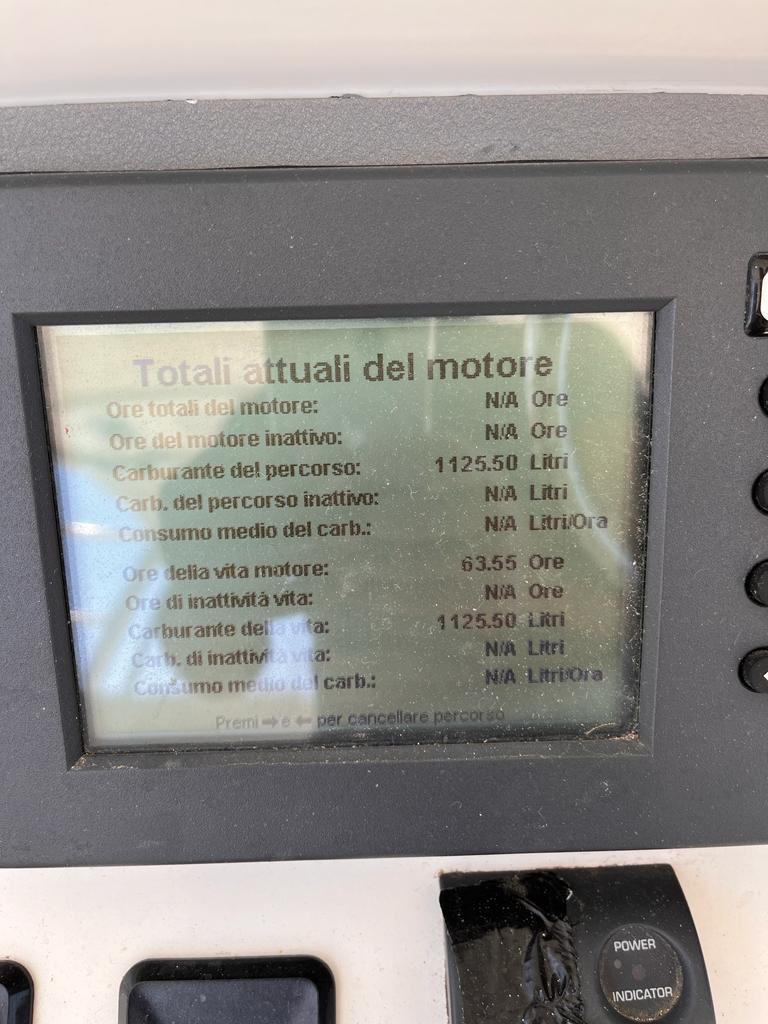 Totali attuali del motore
Ore totali del motore: N/A Ore
Ore del motore inattivo: N/A Ore
Carburante del percorso: 1125.50 Litri
Carb. del percorso inattivo: N/A Litri
Consumo medio del carb.: N/A Litri/Ora
Ore della vita motore: 63.55 Ore
Ore di inattività vita: N/A Ore
Carburante della vita: 1125.50 Litri
Carb. di inattività vita: N/A Litri
Consumo medio del carb.: N/A Litri/Ora
Premi ➡ e ⬅ per cancellare percorso
POWER
INDICATOR